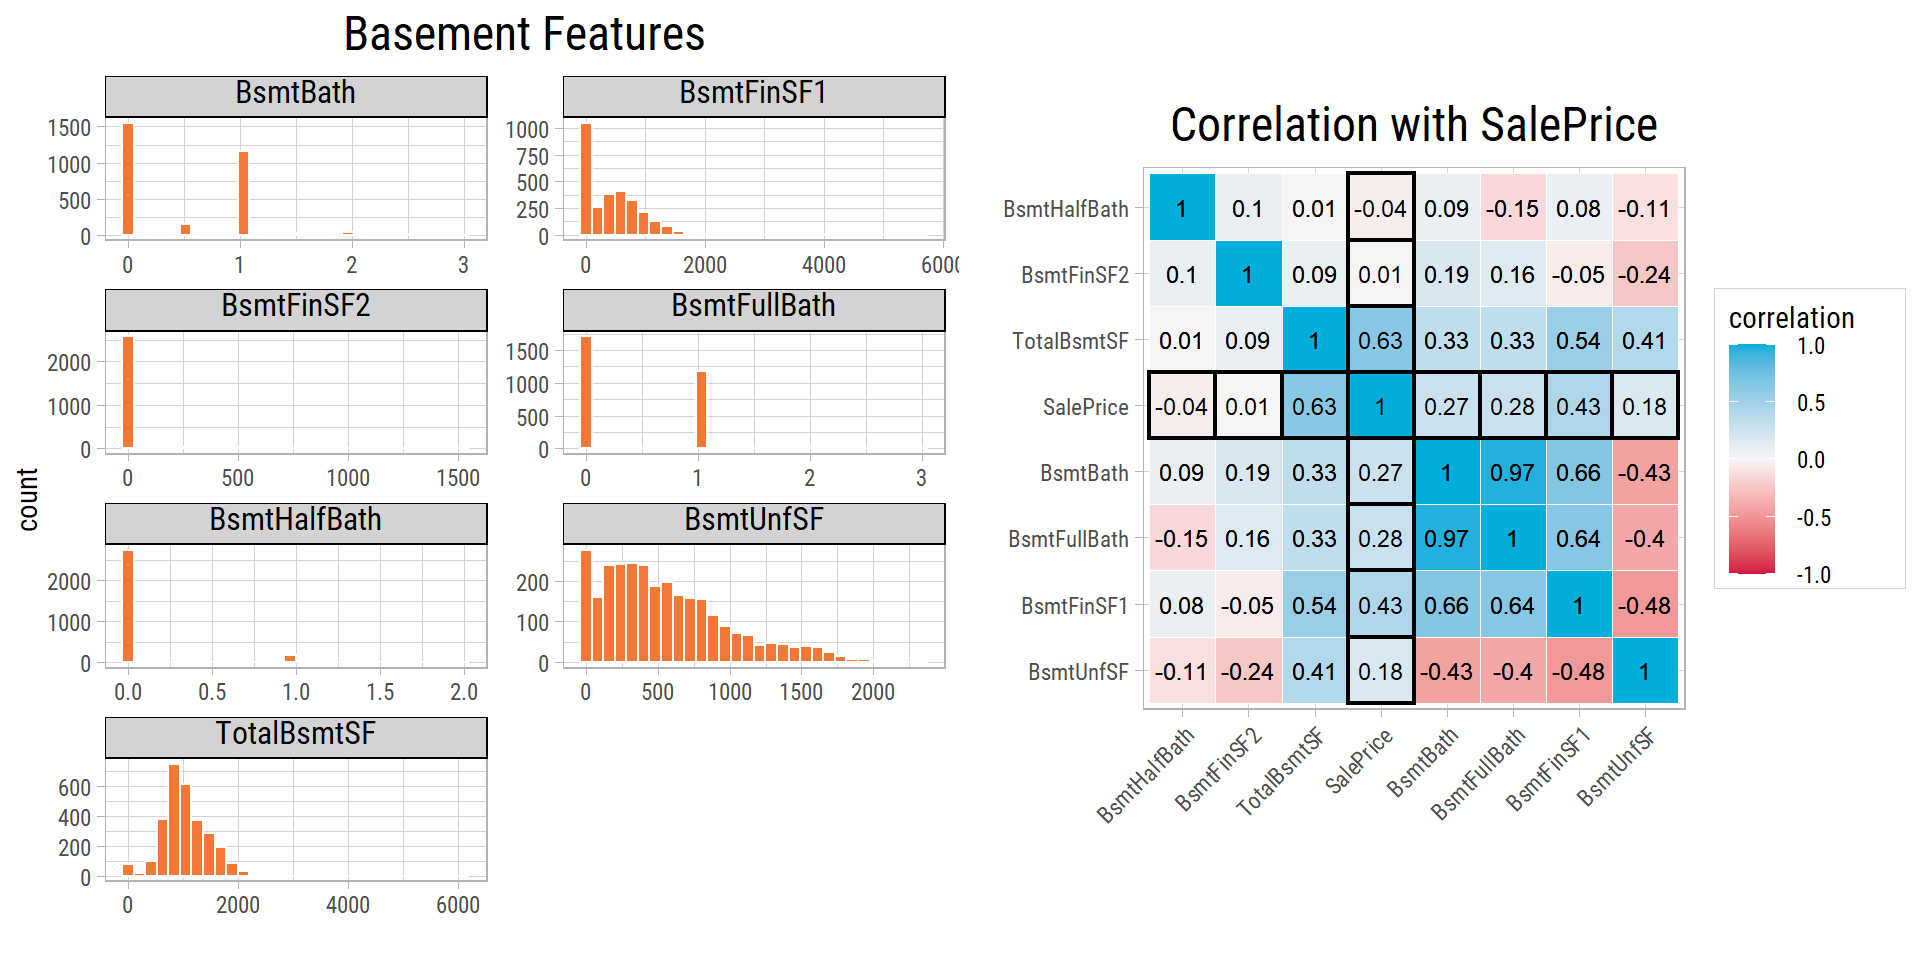 Basement Features
count
BsmtBath
1500
1000
500
0
0 1 2 3
BsmtFinSF1
1000
750
500
250
0
0 2000 4000
BsmtFinSF2
2000
1000
0
0 500 1000 1500
BsmtFullBath
1500
1000
500
0
0 1 2 3
BsmtHalfBath
2000
1000
0
0.0 0.5 1.0 1.5 2.0
BsmtUnfSF
200
100
0
0 500 1000 1500 2000
TotalBsmtSF
600
400
200
0
0 2000 4000 6000
Correlation with SalePrice
BsmtHalfBath 1 0.1 0.01 -0.04 0.09 -0.15 0.08 -0.11
BsmtFinSF2 0.1 1 0.09 0.01 0.19 0.16 -0.05 -0.24
TotalBsmtSF 0.01 0.09 1 0.63 0.33 0.33 0.54 0.41
SalePrice -0.04 0.01 0.63 1 0.27 0.28 0.43 0.18
BsmtBath 0.09 0.19 0.33 0.27 1 0.97 0.66 -0.43
BsmtFullBath -0.15 0.16 0.33 0.28 0.97 1 0.64 -0.4
BsmtFinSF1 0.08 -0.05 0.54 0.43 0.66 0.64 1 -0.48
BsmtUnfSF -0.11 -0.24 0.41 0.18 -0.43 -0.4 -0.48 1
BsmtHalfBath BsmtFinSF2 TotalBsmtSF SalePrice BsmtBath BsmtFullBath BsmtFinSF1 BsmtUnfSF
correlation
1.0
0.5
0.0
-0.5
-1.0